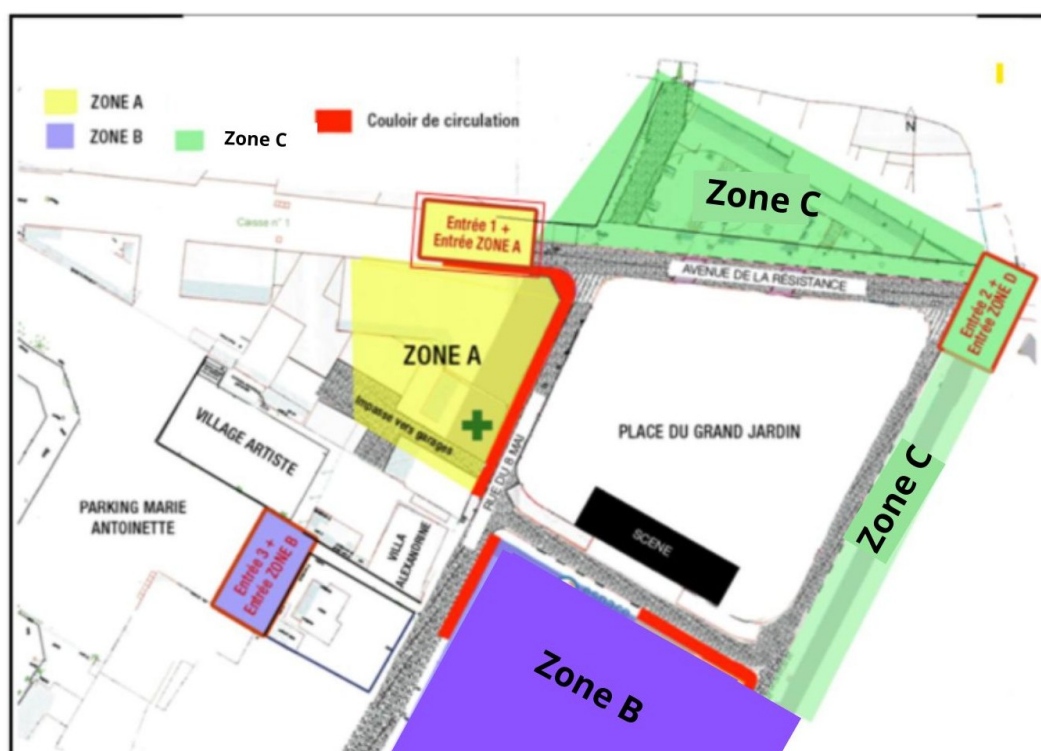 ZONE A
ZONE B
Zone C
Couloir de circulation
N
Zone C
Caisse n° 1
Entrée 1 +
Entrée ZONE A
AVENUE DE LA RÉSISTANCE
Entrée 2 +
Entrée ZONE D
ZONE A
Impasse vers garages
VILLAGE ARTISTE
PLACE DU GRAND JARDIN
RUE DU 8 MAI
Zone C
PARKING MARIE
ANTOINETTE
VILLA
ALEXANDRINE
SCENE
Entrée 3 +
Entrée ZONE B
Zone B